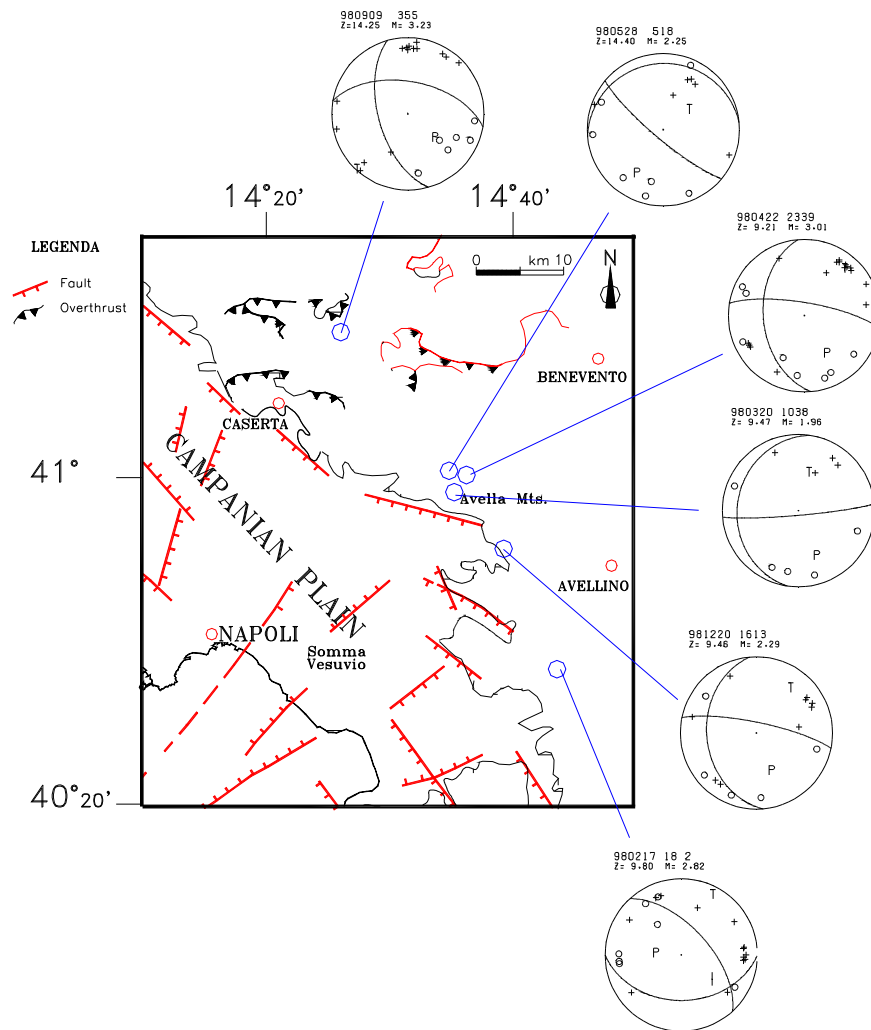 980909 355
Z=14.25 M= 3.23
P
T
980528 518
Z=14.40 M= 2.25
T
P
14°20'
14°40'
LEGENDA
Fault
Overthrust
0 km 10
N
980422 2339
Z= 9.21 M= 3.01
P
BENEVENTO
CASERTA
980320 1038
Z= 9.47 M= 1.96
T
P
41°
Avella Mts.
CAMPANIAN PLAIN
AVELLINO
NAPOLI
Somma
Vesuvio
981220 1613
Z= 9.46 M= 2.29
T
P
40°20'
980217 18 2
Z= 9.80 M= 2.82
T
P